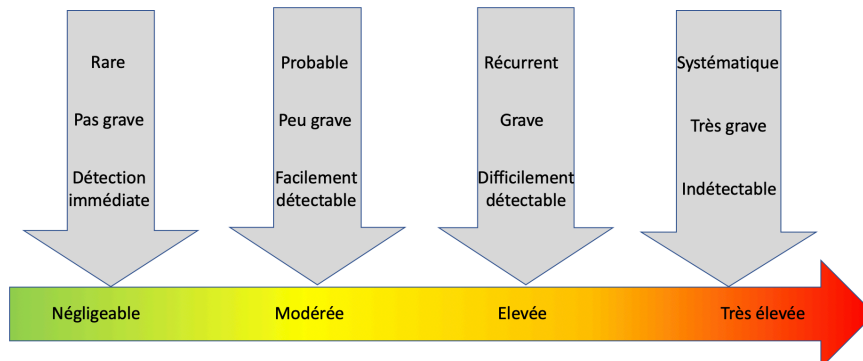 Rare
Pas grave
Détection
immédiate
Probable
Peu grave
Facilement
détectable
Récurrent
Grave
Difficilement
détectable
Systématique
Très grave
Indétectable
Négligeable
Modérée
Elevée
Très élevée